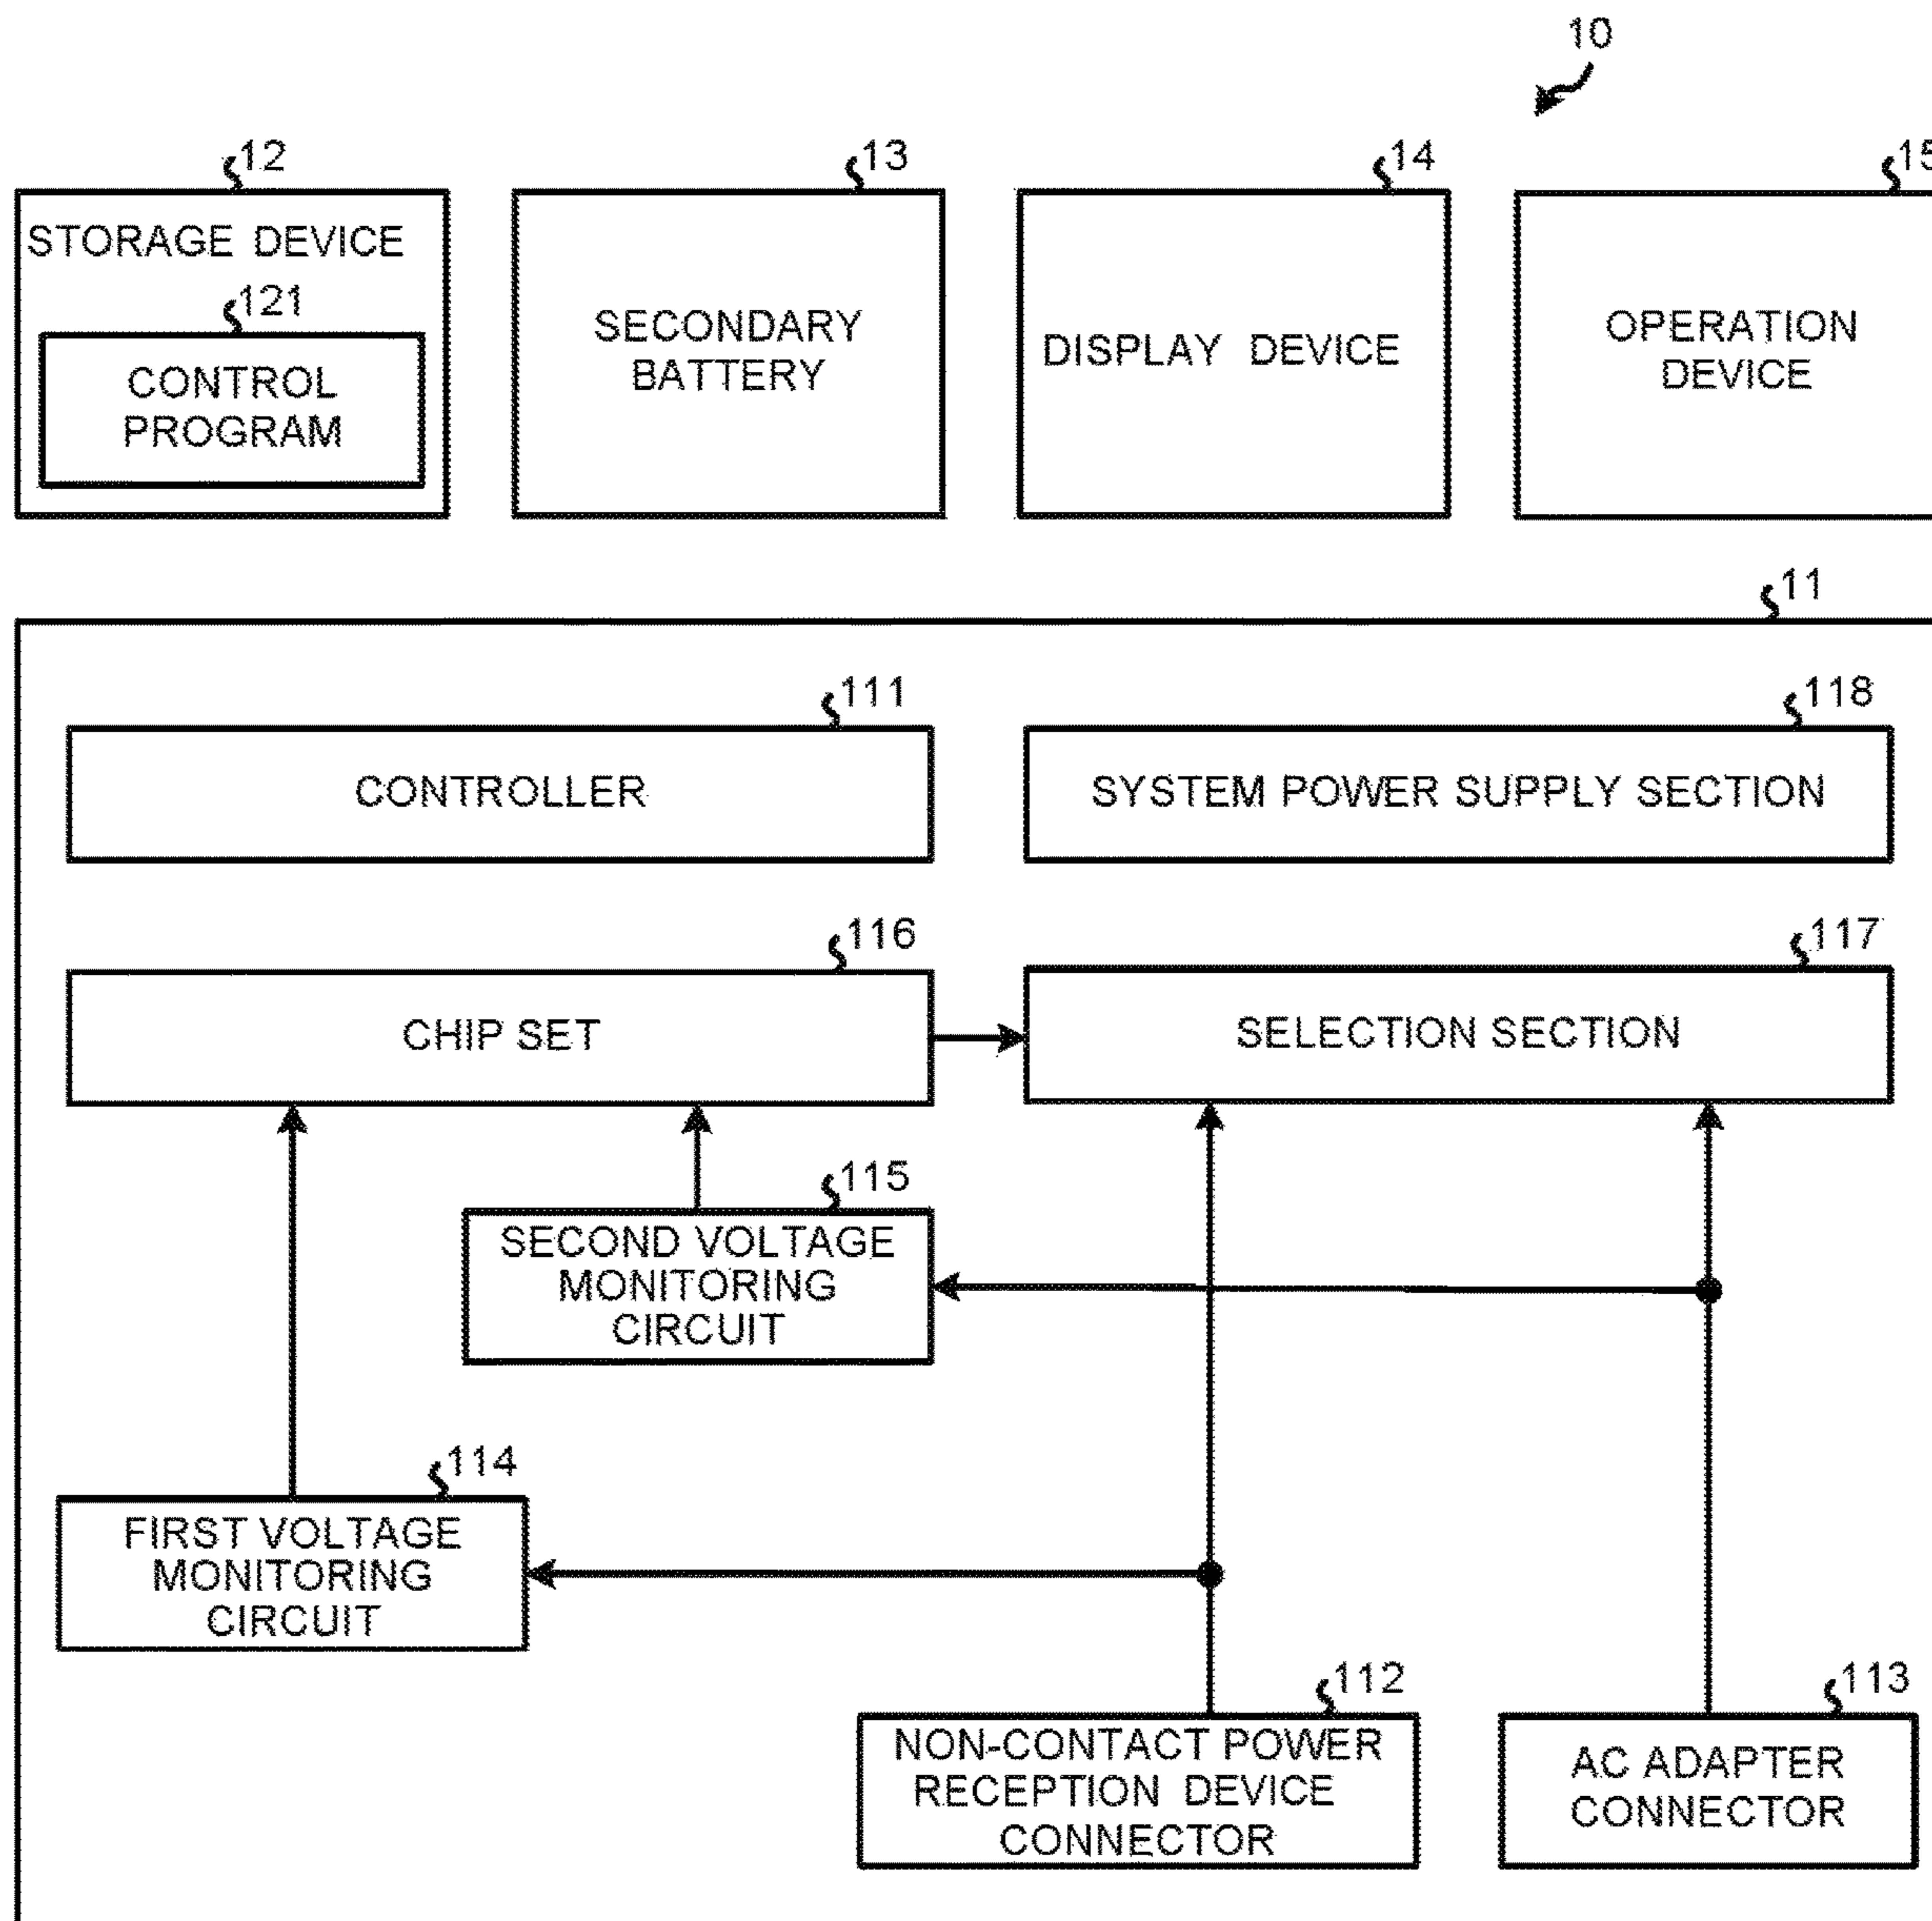 10
12
13
14
15
STORAGE DEVICE
121
CONTROL
PROGRAM
SECONDARY
BATTERY
DISPLAY DEVICE
OPERATION
DEVICE
11
111
118
CONTROLLER
SYSTEM POWER SUPPLY SECTION
116
117
CHIP SET
SELECTION SECTION
115
SECOND VOLTAGE
MONITORING
CIRCUIT
114
FIRST VOLTAGE
MONITORING
CIRCUIT
112
NON-CONTACT POWER
RECEPTION DEVICE
CONNECTOR
113
AC ADAPTER
CONNECTOR